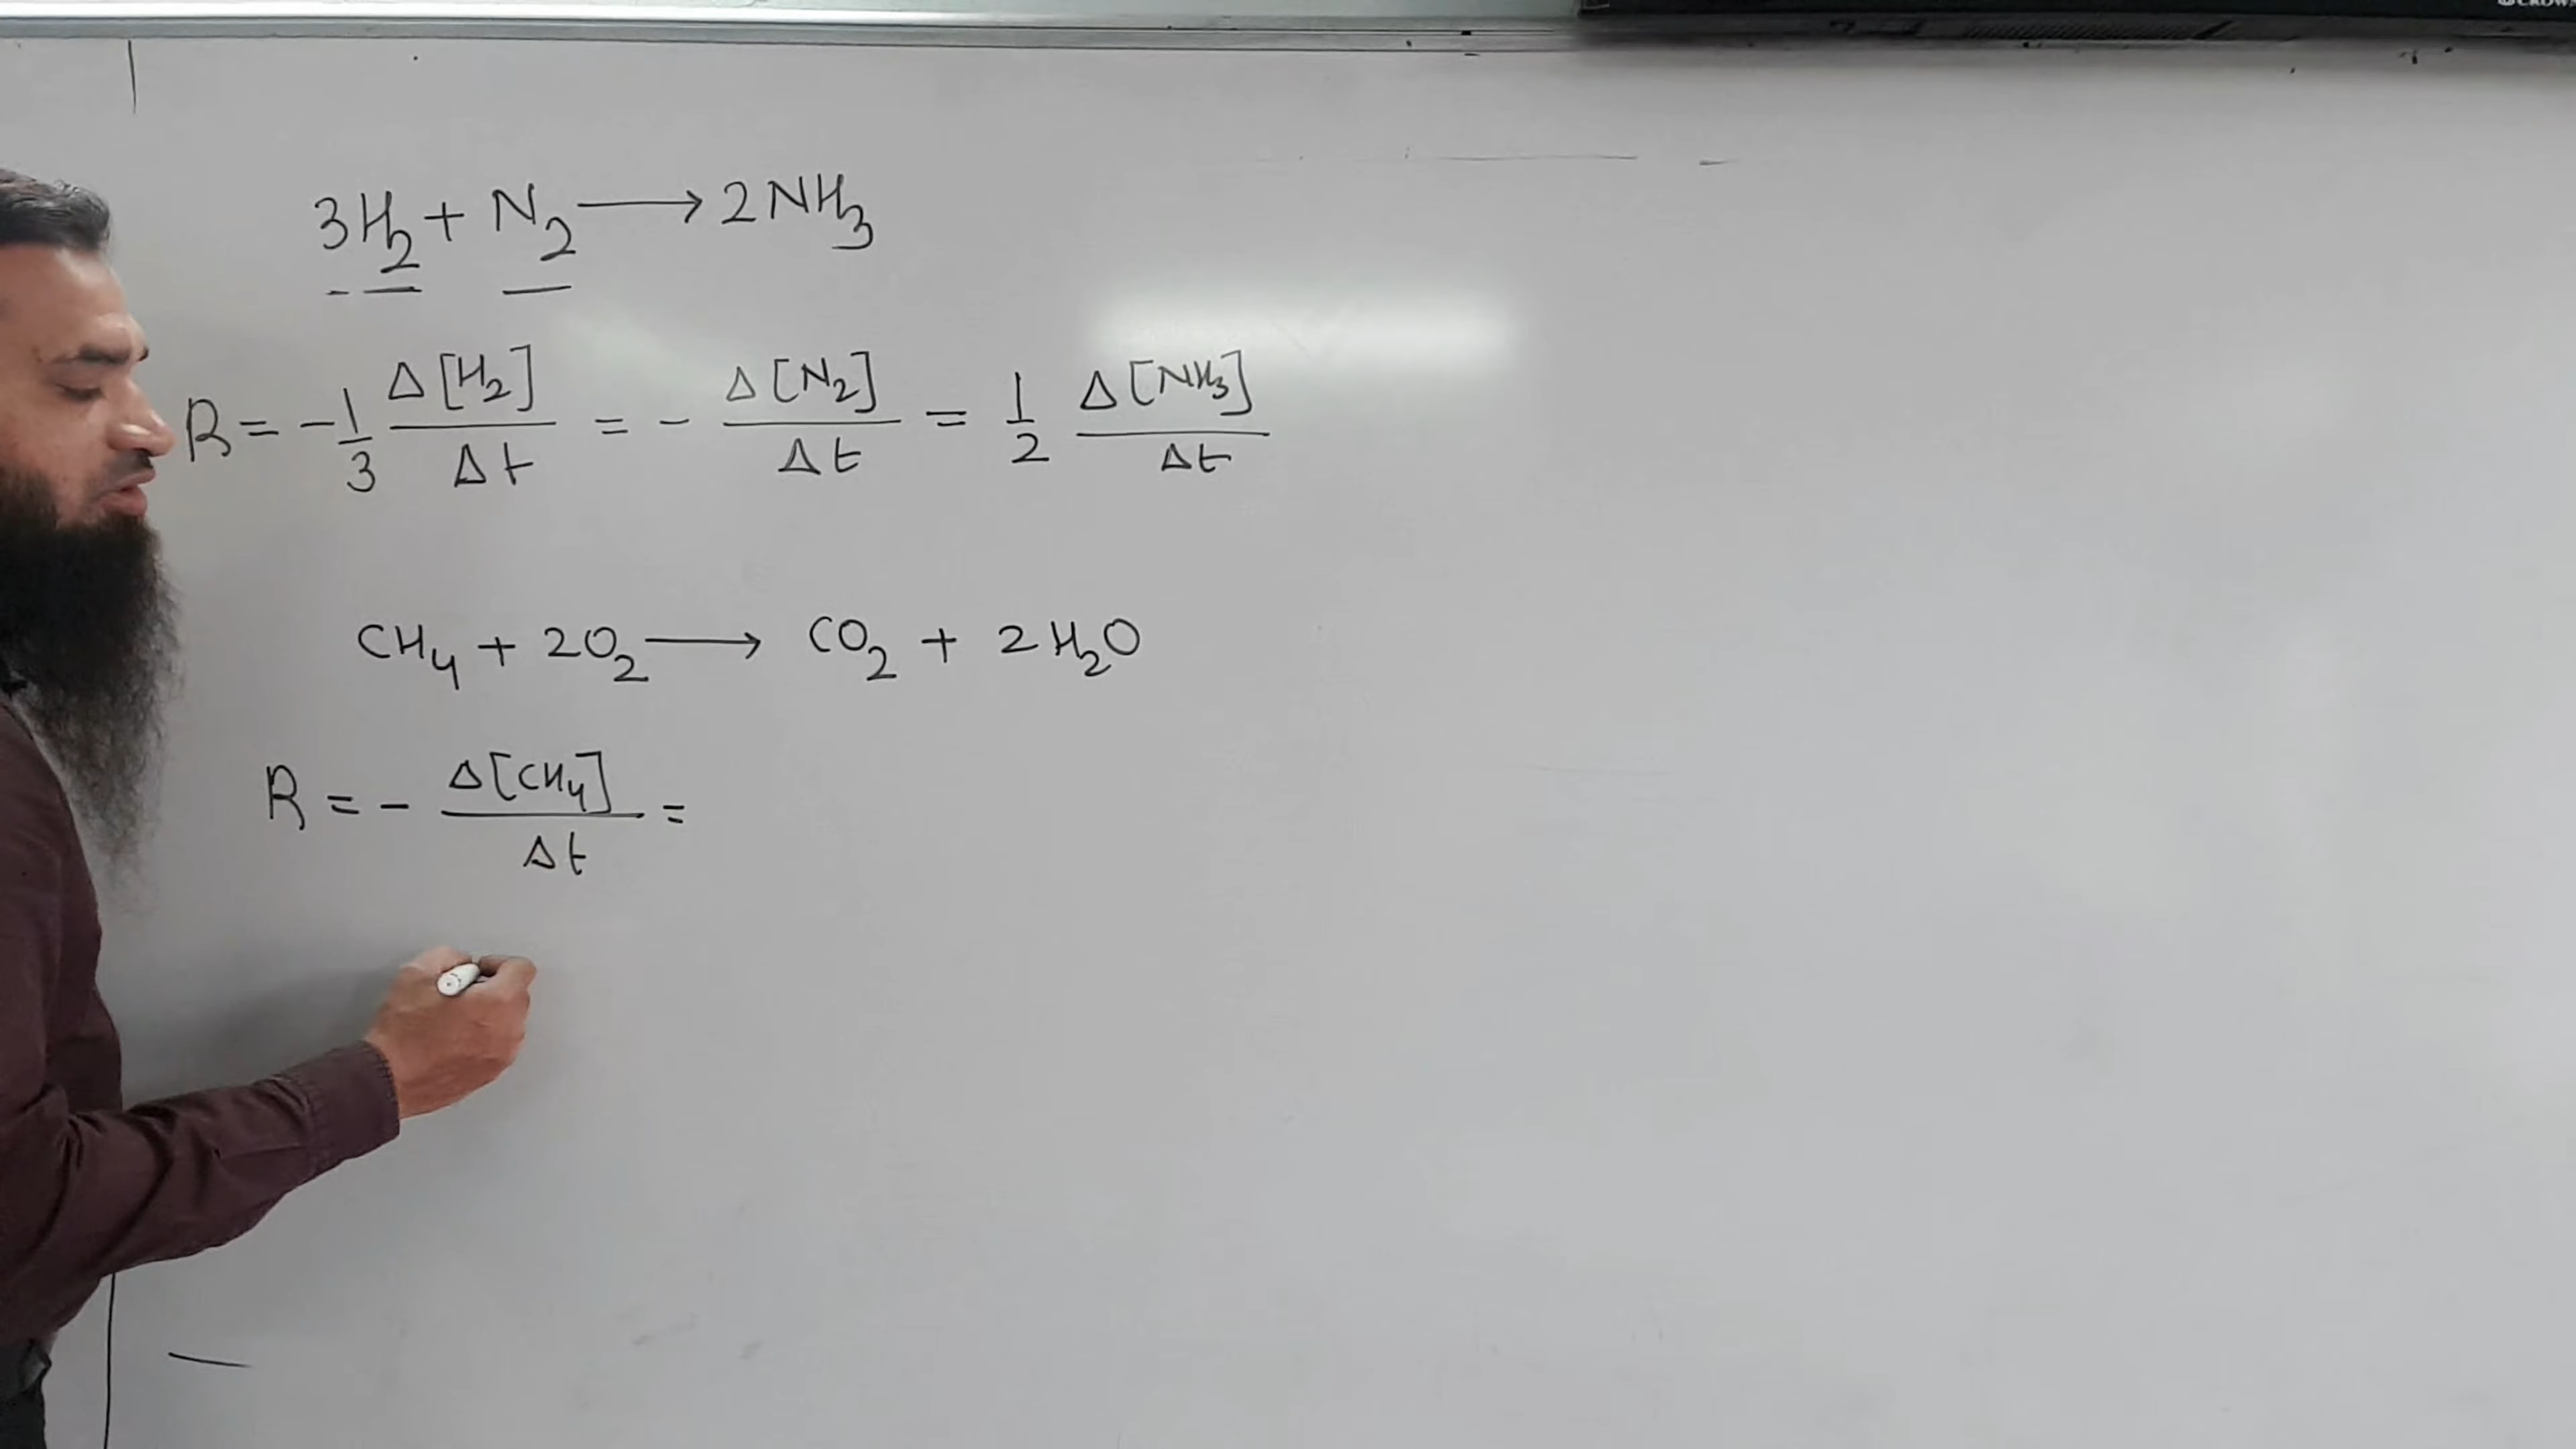 3H₂ + N₂ ⟶ 2NH₃
R = -1/3 Δ[H₂]/Δt = - Δ[N₂]/Δt = 1/2 Δ[NH₃]/Δt
CH₄ + 2O₂ ⟶ CO₂ + 2H₂O
R = - Δ[CH₄]/Δt =